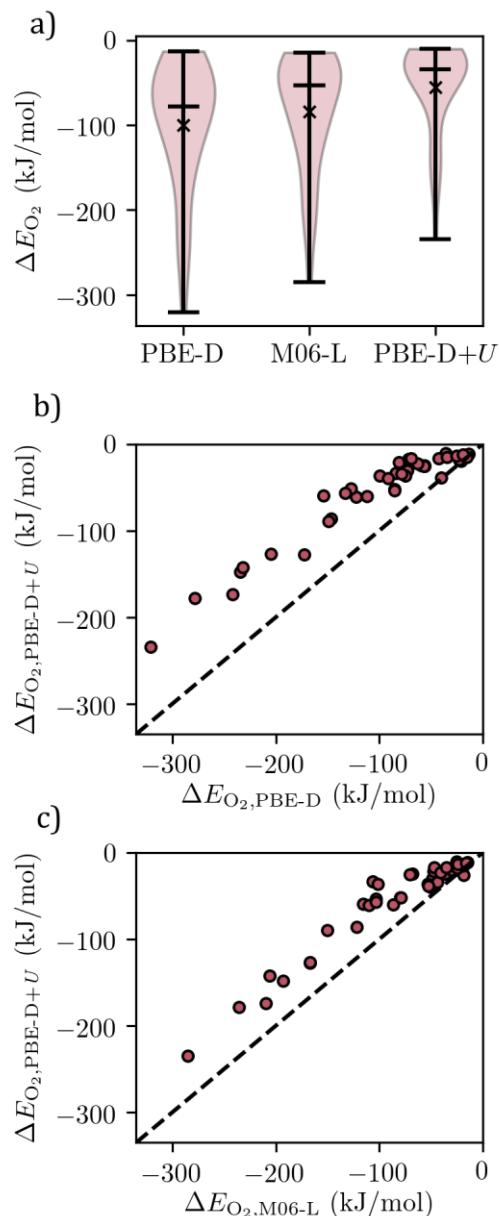 a)
0
−100
−200
−300
ΔE_O₂ (kJ/mol)
PBE-D M06-L PBE-D+U
b)
0
−100
−200
−300
ΔE_O₂,PBE-D+U (kJ/mol)
−300 −200 −100 0
ΔE_O₂,PBE-D (kJ/mol)
c)
0
−100
−200
−300
ΔE_O₂,PBE-D+U (kJ/mol)
−300 −200 −100 0
ΔE_O₂,M06-L (kJ/mol)